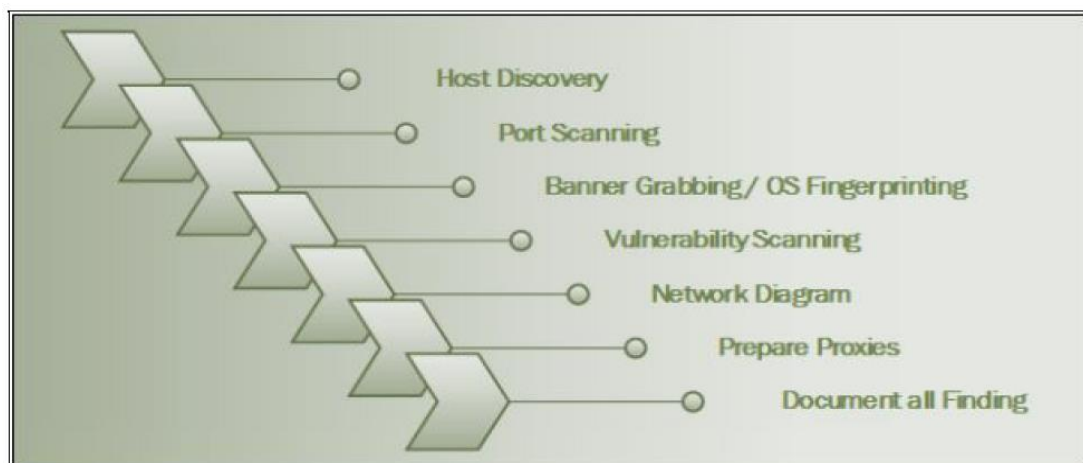 Host Discovery
Port Scanning
Banner Grabbing / OS Fingerprinting
Vulnerability Scanning
Network Diagram
Prepare Proxies
Document all Finding